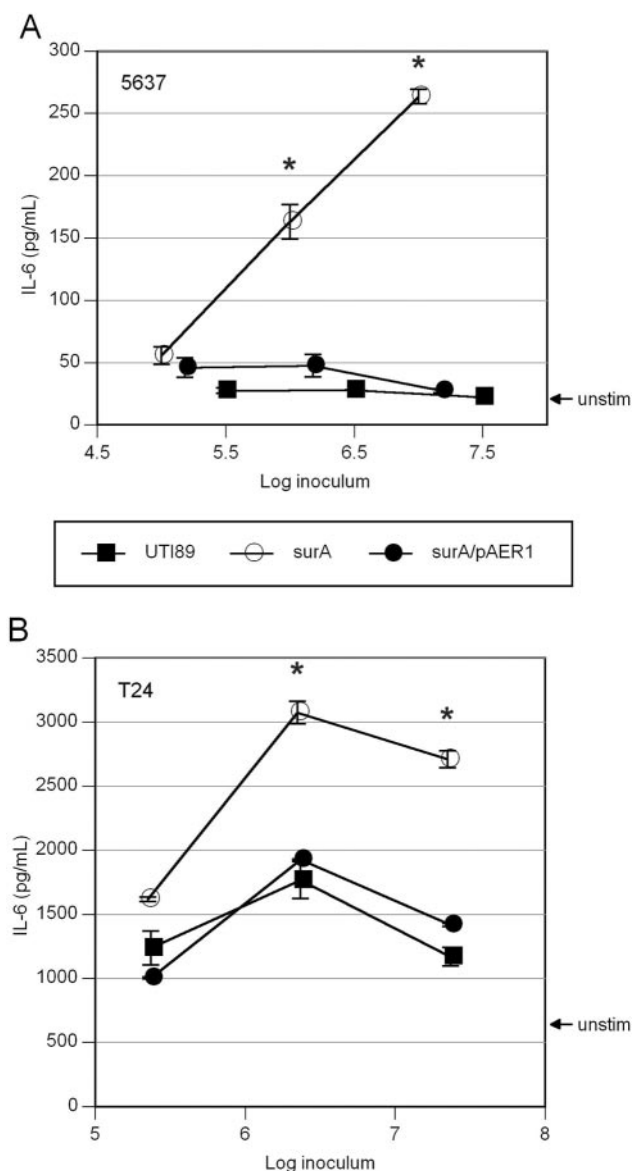 A
300
5637
*
*
250
200
150
100
50
0
IL-6 (pg/mL)
← unstim
4.5 5.5 6.5 7.5
Log inoculum
UTI89 surA surA/pAER1
B
3500
T24
*
*
3000
2500
2000
1500
1000
500
0
IL-6 (pg/mL)
← unstim
5 6 7 8
Log inoculum